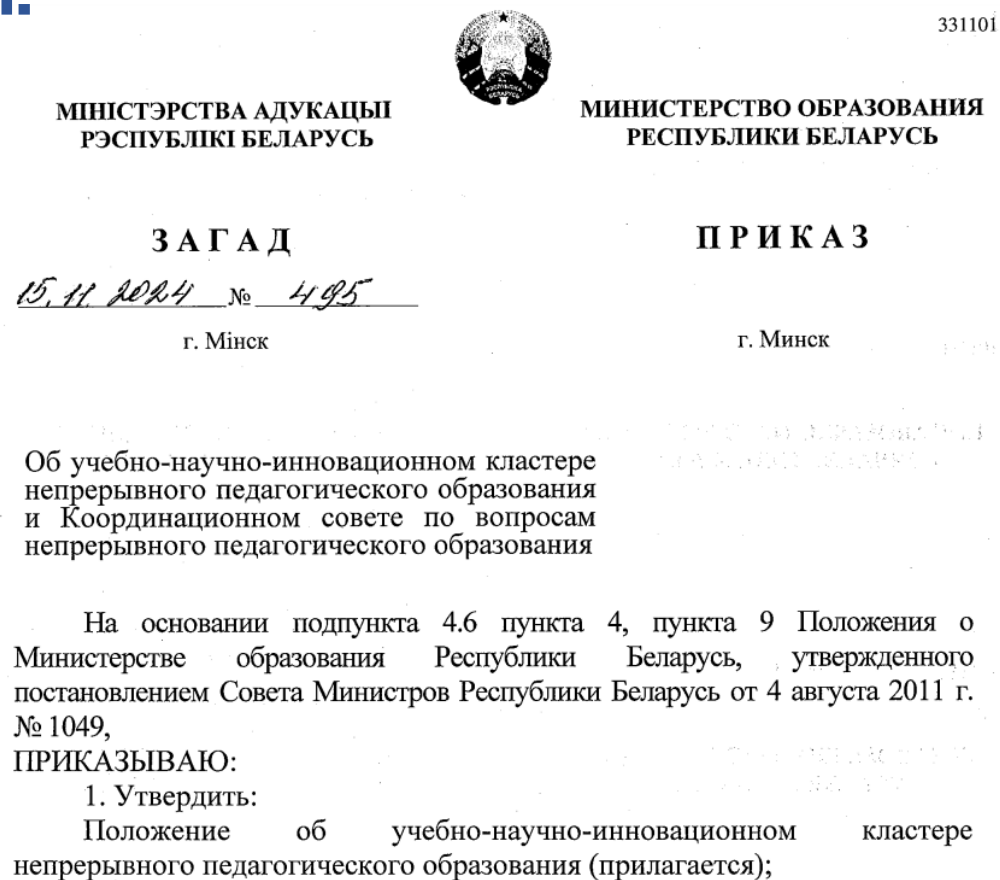 331101
МІНІСТЭРСТВА АДУКАЦЫІ
РЭСПУБЛІКІ БЕЛАРУСЬ
МИНИСТЕРСТВО ОБРАЗОВАНИЯ
РЕСПУБЛИКИ БЕЛАРУСЬ
ЗАГАД
ПРИКАЗ
15.11.2024 № 495
г. Мінск
г. Минск
Об учебно-научно-инновационном кластере
непрерывного педагогического образования
и Координационном совете по вопросам
непрерывного педагогического образования
На основании подпункта 4.6 пункта 4, пункта 9 Положения о
Министерстве образования Республики Беларусь, утвержденного
постановлением Совета Министров Республики Беларусь от 4 августа 2011 г.
№ 1049,
ПРИКАЗЫВАЮ:
1. Утвердить:
Положение об учебно-научно-инновационном кластере
непрерывного педагогического образования (прилагается);